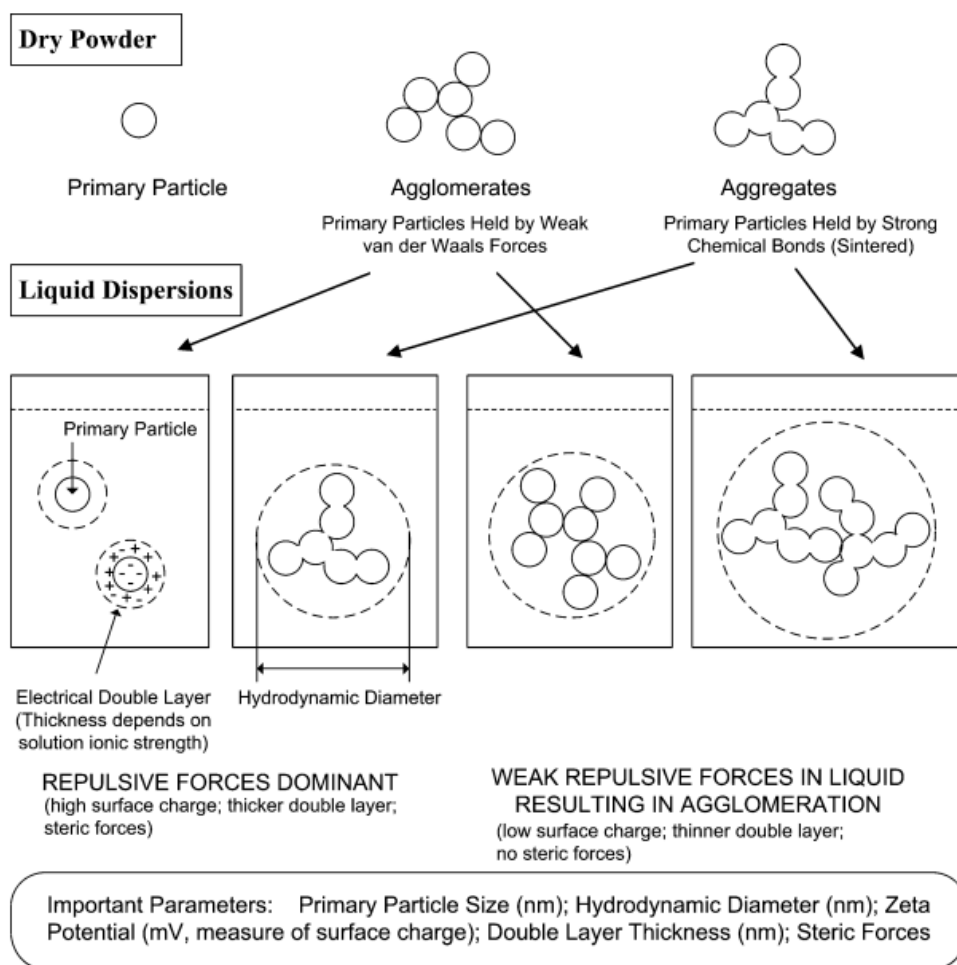 Dry Powder
Primary Particle
Agglomerates
Primary Particles Held by Weak
van der Waals Forces
Aggregates
Primary Particles Held by Strong
Chemical Bonds (Sintered)
Liquid Dispersions
Primary Particle
Electrical Double Layer
(Thickness depends on
solution ionic strength)
Hydrodynamic Diameter
REPULSIVE FORCES DOMINANT
(high surface charge; thicker double layer;
steric forces)
WEAK REPULSIVE FORCES IN LIQUID
RESULTING IN AGGLOMERATION
(low surface charge; thinner double layer;
no steric forces)
Important Parameters: Primary Particle Size (nm); Hydrodynamic Diameter (nm); Zeta
Potential (mV, measure of surface charge); Double Layer Thickness (nm); Steric Forces